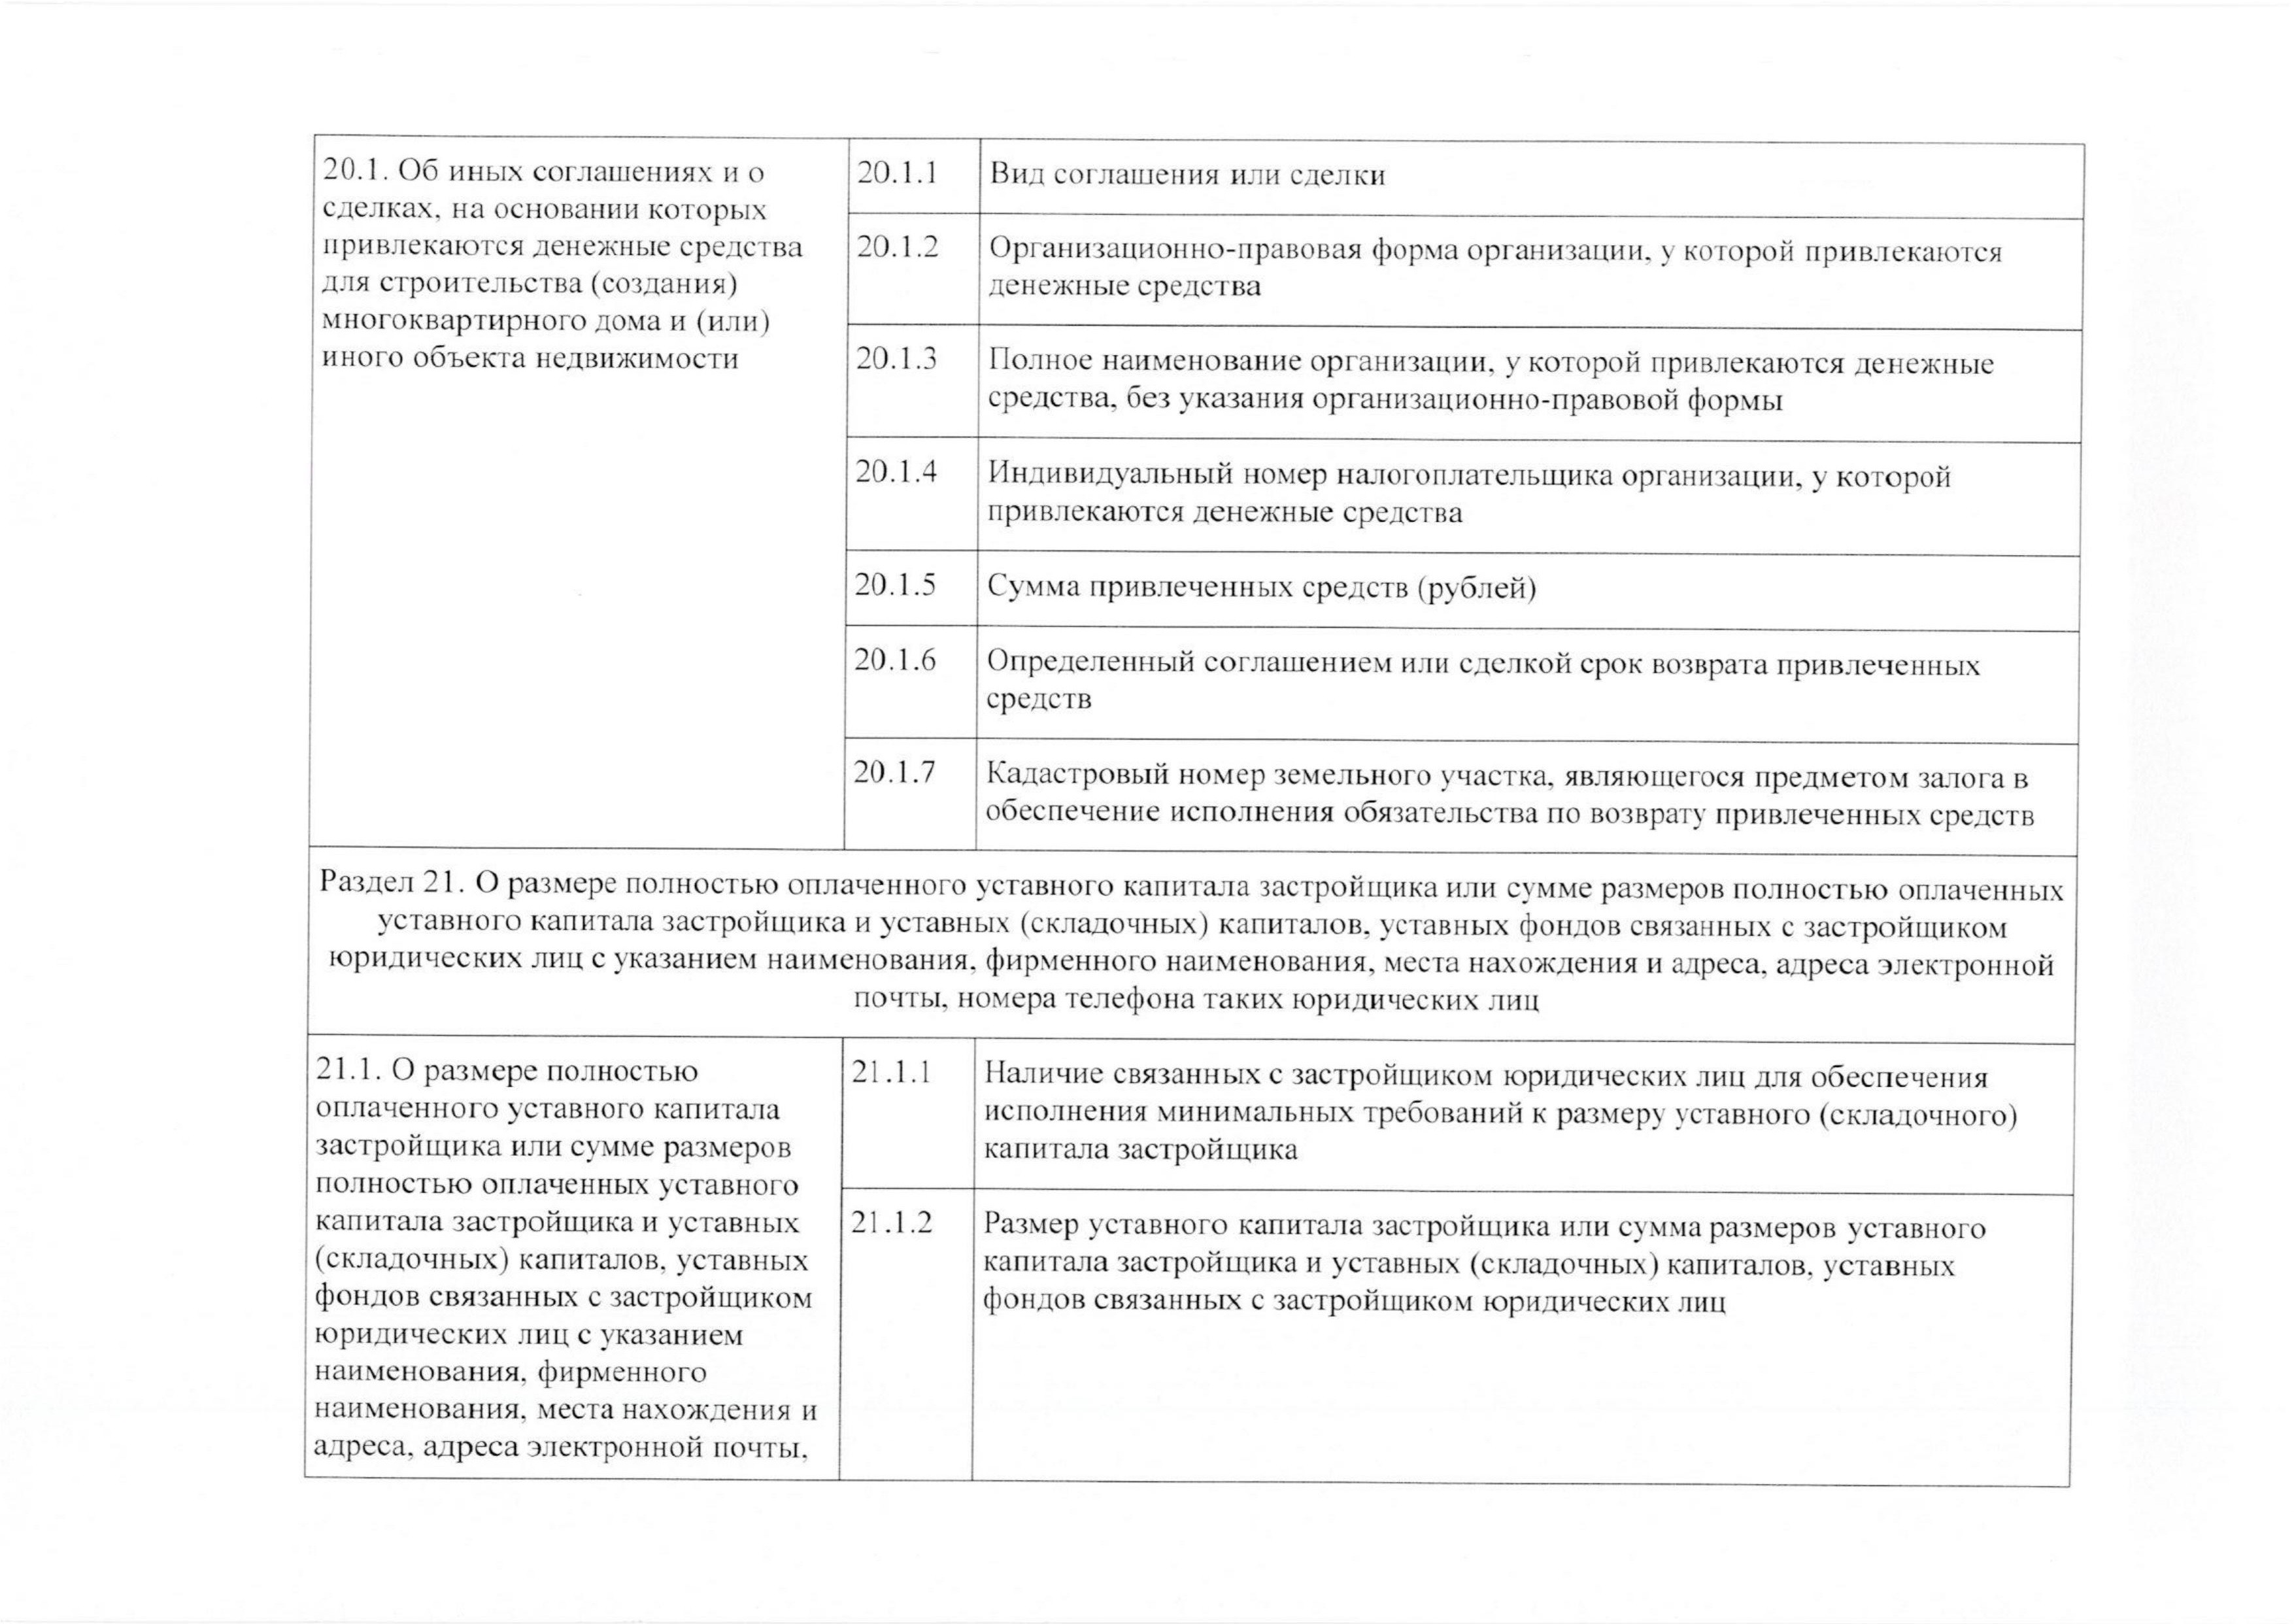 20.1. Об иных соглашениях и о
сделках, на основании которых
привлекаются денежные средства
для строительства (создания)
многоквартирного дома и (или)
иного объекта недвижимости
20.1.1
Вид соглашения или сделки
20.1.2
Организационно-правовая форма организации, у которой привлекаются
денежные средства
20.1.3
Полное наименование организации, у которой привлекаются денежные
средства, без указания организационно-правовой формы
20.1.4
Индивидуальный номер налогоплательщика организации, у которой
привлекаются денежные средства
20.1.5
Сумма привлеченных средств (рублей)
20.1.6
Определенный соглашением или сделкой срок возврата привлеченных
средств
20.1.7
Кадастровый номер земельного участка, являющегося предметом залога в
обеспечение исполнения обязательства по возврату привлеченных средств
Раздел 21. О размере полностью оплаченного уставного капитала застройщика или сумме размеров полностью оплаченных
уставного капитала застройщика и уставных (складочных) капиталов, уставных фондов связанных с застройщиком
юридических лиц с указанием наименования, фирменного наименования, места нахождения и адреса, адреса электронной
почты, номера телефона таких юридических лиц
21.1. О размере полностью
оплаченного уставного капитала
застройщика или сумме размеров
полностью оплаченных уставного
капитала застройщика и уставных
(складочных) капиталов, уставных
фондов связанных с застройщиком
юридических лиц с указанием
наименования, фирменного
наименования, места нахождения и
адреса, адреса электронной почты,
21.1.1
Наличие связанных с застройщиком юридических лиц для обеспечения
исполнения минимальных требований к размеру уставного (складочного)
капитала застройщика
21.1.2
Размер уставного капитала застройщика или сумма размеров уставного
капитала застройщика и уставных (складочных) капиталов, уставных
фондов связанных с застройщиком юридических лиц